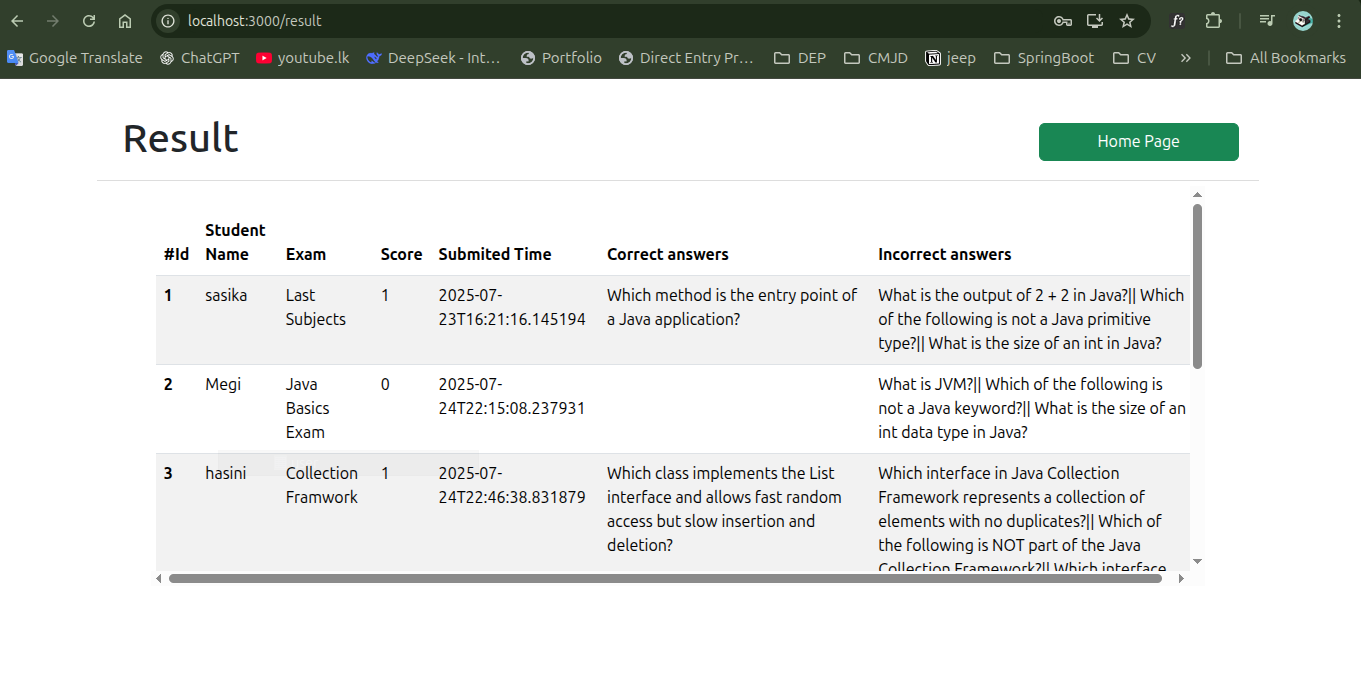 localhost:3000/result
Google Translate ChatGPT youtube.lk DeepSeek - Int... Portfolio Direct Entry Pr... DEP CMJD jeep SpringBoot CV » All Bookmarks
Result
Home Page
#Id Student Name Exam Score Submited Time Correct answers Incorrect answers
1 sasika Last Subjects 1 2025-07-23T16:21:16.145194 Which method is the entry point of a Java application? What is the output of 2 + 2 in Java?|| Which of the following is not a Java primitive type?|| What is the size of an int in Java?
2 Megi Java Basics Exam 0 2025-07-24T22:15:08.237931 What is JVM?|| Which of the following is not a Java keyword?|| What is the size of an int data type in Java?
3 hasini Collection Framwork 1 2025-07-24T22:46:38.831879 Which class implements the List interface and allows fast random access but slow insertion and deletion? Which interface in Java Collection Framework represents a collection of elements with no duplicates?|| Which of the following is NOT part of the Java Collection Framework?|| Which interface